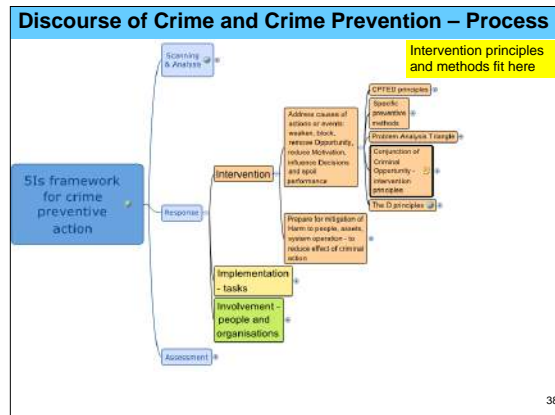 Discourse of Crime and Crime Prevention – Process
Intervention principles
and methods fit here
Scanning
& Analyse
5Is framework
for crime
preventive
action
Response
Assessment
Intervention
Implementation
- tasks
Involvement -
people and
organisations
Address causes of
actions or events:
weaken, block,
remove Opportunity,
reduce Motivation,
influence Decisions
and spoil
performance
Prepare for mitigation of
Harm to people, assets,
system operation - to
reduce effect of criminal
action
CPTED principles
Specific
preventive
methods
Problem Analysis Triangle
Conjunction of
Criminal
Opportunity -
intervention
principles
The D principles
38